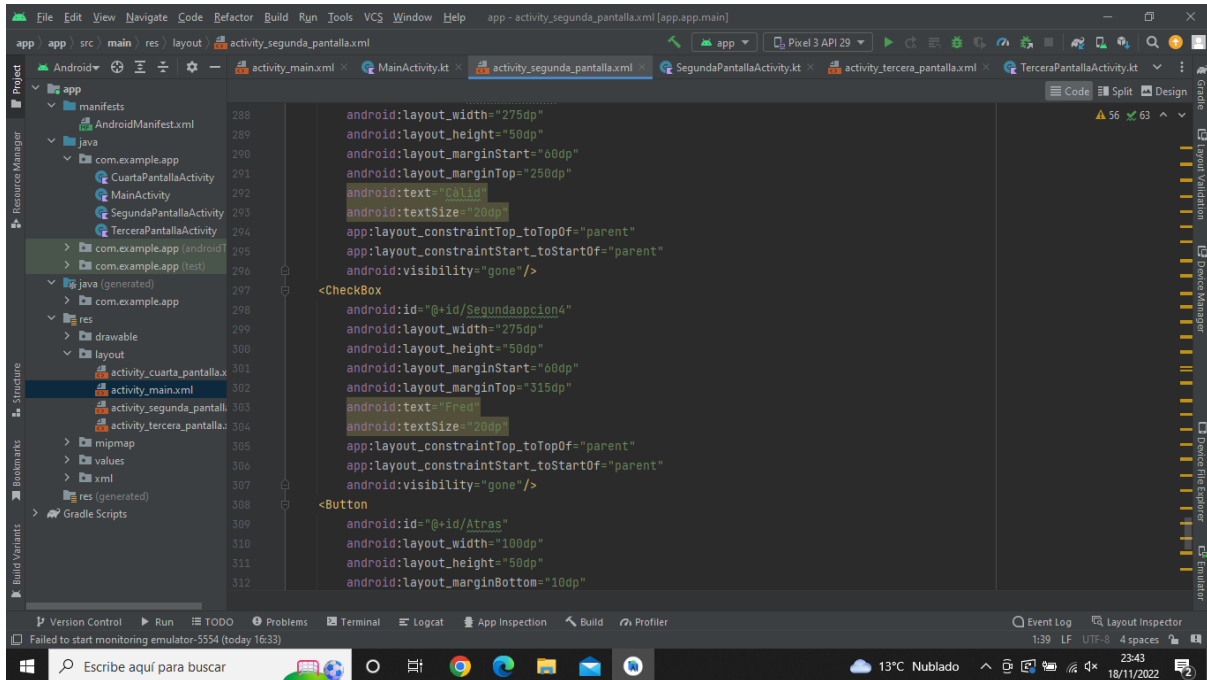 File Edit View Navigate Code Refactor Build Run Tools VCS Window Help app - activity_segunda_pantalla.xml [app.app.main]
app app src main res layout activity_segunda_pantalla.xml app Pixel 3 API 29
Android activity_main.xml MainActivity.kt activity_segunda_pantalla.xml SegundaPantallaActivity.kt activity_tercera_pantalla.xml TerceraPantallaActivity.kt
Code Split Design
56 63
Project
Resource Manager
Structure
Bookmarks
Build Variants
app
manifests
AndroidManifest.xml
java
com.example.app
CuartaPantallaActivity
MainActivity
SegundaPantallaActivity
TerceraPantallaActivity
com.example.app (androidT
com.example.app (test)
java (generated)
com.example.app
res
drawable
layout
activity_cuarta_pantalla.x
activity_main.xml
activity_segunda_pantall
activity_tercera_pantalla.x
mipmap
values
xml
res (generated)
Gradle Scripts
288 android:layout_width="275dp"
289 android:layout_height="50dp"
290 android:layout_marginStart="60dp"
291 android:layout_marginTop="250dp"
292 android:text="Càlid"
293 android:textSize="20dp"
294 app:layout_constraintTop_toTopOf="parent"
295 app:layout_constraintStart_toStartOf="parent"
296 android:visibility="gone"/>
297 <CheckBox
298 android:id="@+id/Segundaopcion4"
299 android:layout_width="275dp"
300 android:layout_height="50dp"
301 android:layout_marginStart="60dp"
302 android:layout_marginTop="315dp"
303 android:text="Fred"
304 android:textSize="20dp"
305 app:layout_constraintTop_toTopOf="parent"
306 app:layout_constraintStart_toStartOf="parent"
307 android:visibility="gone"/>
308 <Button
309 android:id="@+id/Atras"
310 android:layout_width="100dp"
311 android:layout_height="50dp"
312 android:layout_marginBottom="10dp"
Gradle
Layout Validation
Device Manager
Device File Explorer
Emulator
Version Control Run TODO Problems Terminal Logcat App Inspection Build Profiler Event Log Layout Inspector
Failed to start monitoring emulator-5554 (today 16:33) 1:39 LF UTF-8 4 spaces
Escribe aquí para buscar 13°C Nublado 23:43
18/11/2022
2